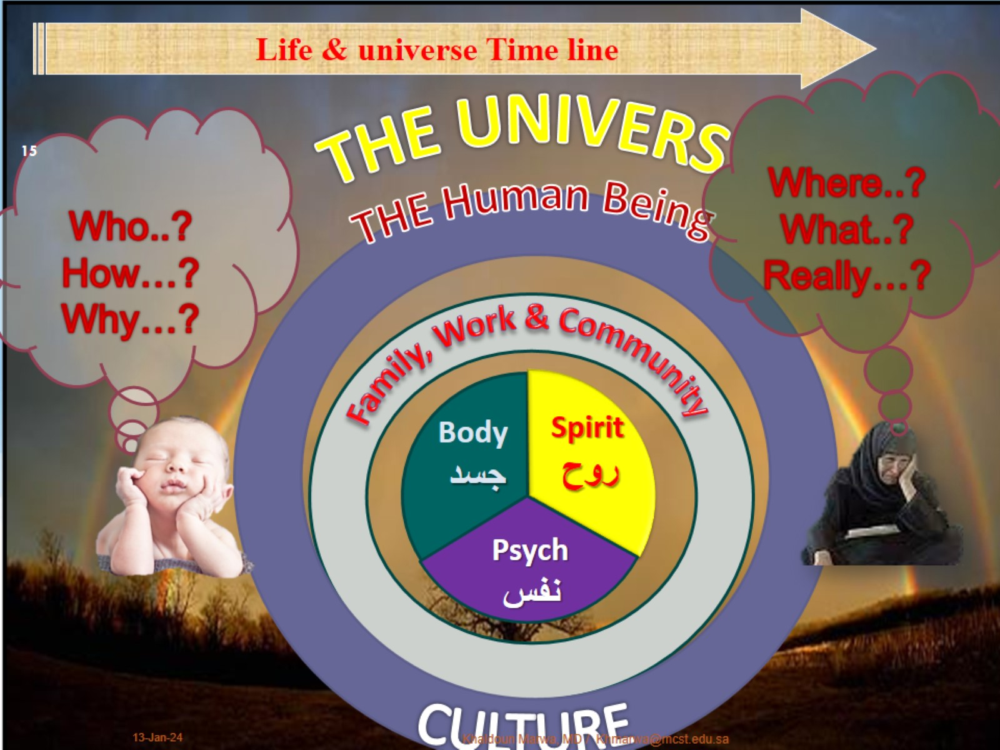 Life & universe Time line
THE UNIVERS
15
THE Human Being
Who..?
How...?
Why...?
Where..?
What..?
Really...?
Family, Work & Community
Body
جسد
Spirit
روح
Psych
نفس
CULTURE
13-Jan-24
Khaldoun Marwa, MD / Khmarwa@mcst.edu.sa